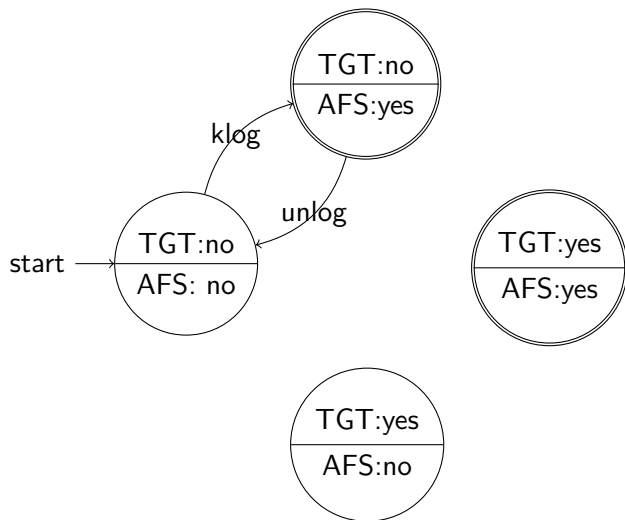 TGT:no
AFS:yes
klog
unlog
TGT:no
start
AFS: no
TGT:yes
AFS:yes
TGT:yes
AFS:no